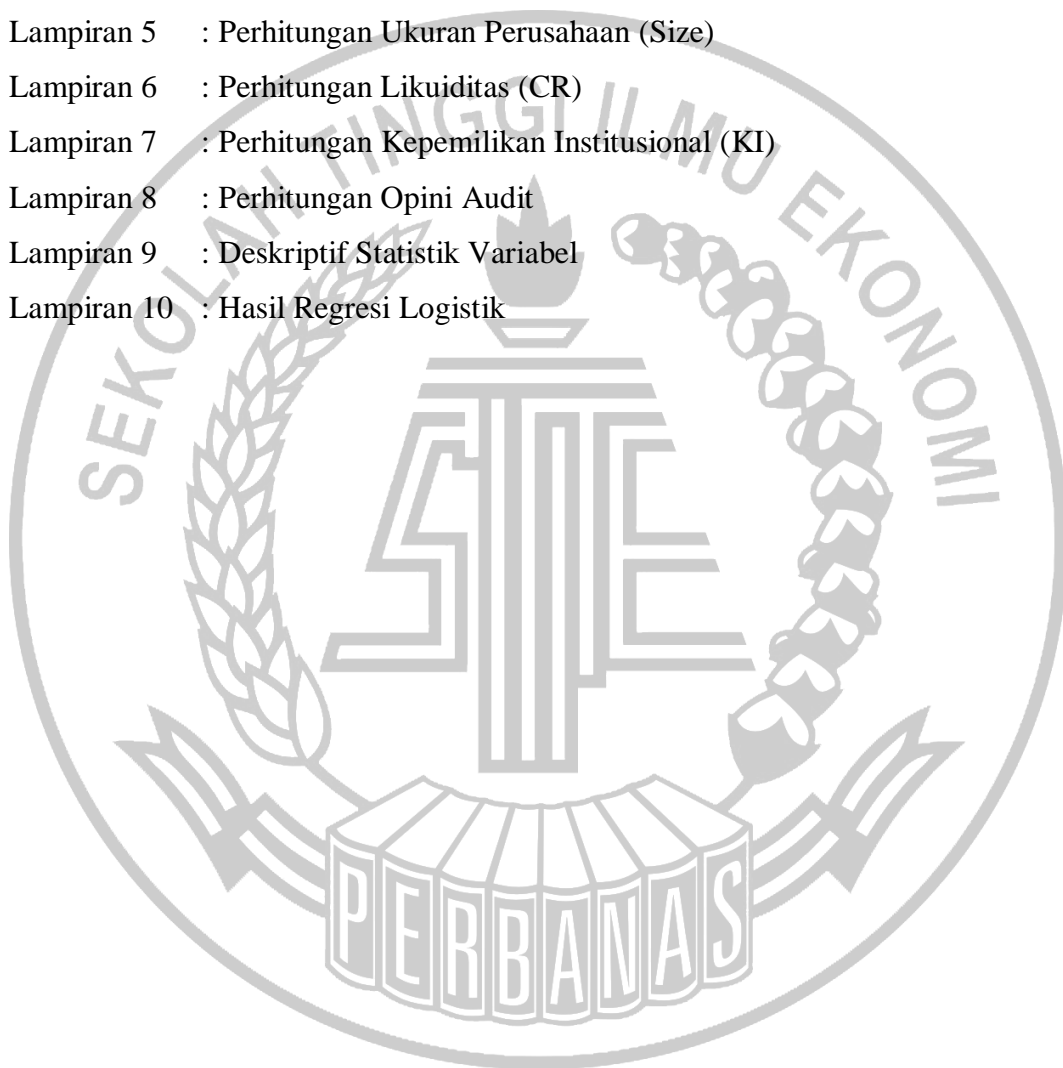 Lampiran 5 : Perhitungan Ukuran Perusahaan (Size)
Lampiran 6 : Perhitungan Likuiditas (CR)
Lampiran 7 : Perhitungan Kepemilikan Institusional (KI)
Lampiran 8 : Perhitungan Opini Audit
Lampiran 9 : Deskriptif Statistik Variabel
Lampiran 10 : Hasil Regresi Logistik
SEKOLAH TINGGI ILMU EKONOMI
STIE
PERBANAS